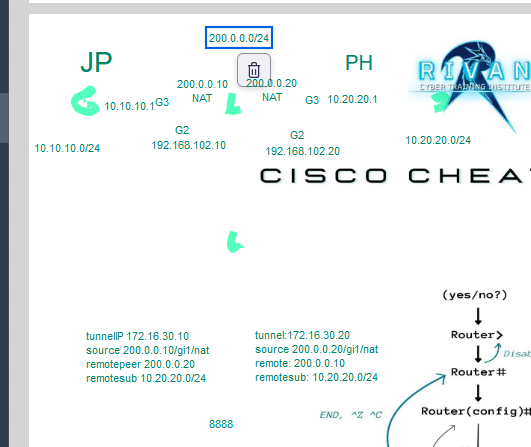 200.0.0.0/24
JP
PH
RIVAN
CYBER TRAINING INSTITUTE
200.0.0.10
200.0.0.20
NAT
NAT
10.10.10.1
G3
G3
10.20.20.1
G2
G2
192.168.102.10
192.168.102.20
10.10.10.0/24
10.20.20.0/24
CISCO CHEA
(yes/no?)
Router>
Disab
Router#
Router(config)#
END, ^Z ^C
tunnelIP 172.16.30.10
source 200.0.0.10/gi1/nat
remotepeer 200.0.0.20
remotesub 10.20.20.0/24
tunnel:172.16.30.20
source 200.0.0.20/gi1/nat
remote: 200.0.0.10
remotesub: 10.20.20.0/24
8888